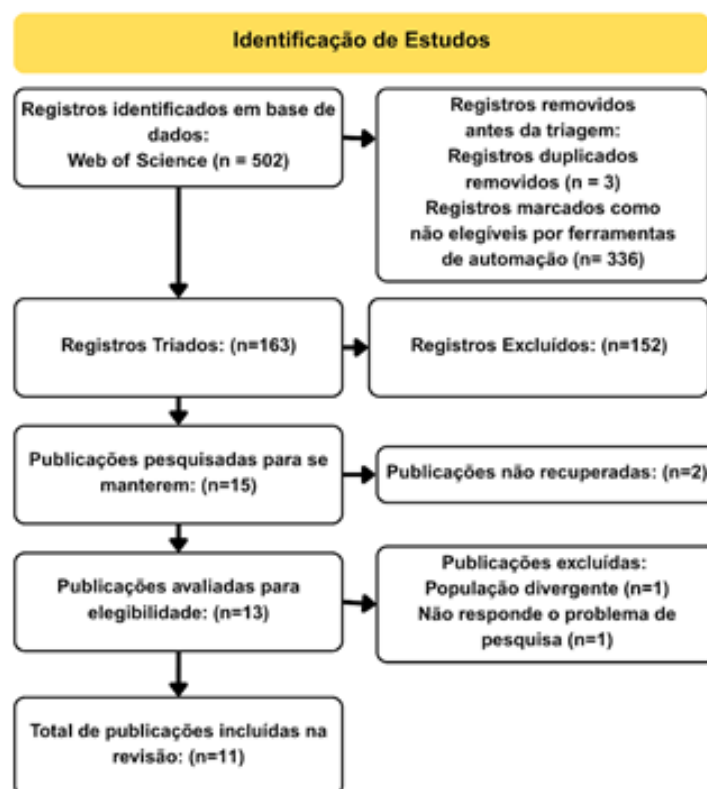 Identificação de Estudos
Registros identificados em base de
dados:
Web of Science (n = 502)
Registros removidos
antes da triagem:
Registros duplicados
removidos (n = 3)
Registros marcados como
não elegíveis por ferramentas
de automação (n= 336)
Registros Triados: (n=163)
Registros Excluídos: (n=152)
Publicações pesquisadas para se
manterem: (n=15)
Publicações não recuperadas: (n=2)
Publicações avaliadas para
elegibilidade: (n=13)
Publicações excluídas:
População divergente (n=1)
Não responde o problema de
pesquisa (n=1)
Total de publicações incluídas na
revisão: (n=11)